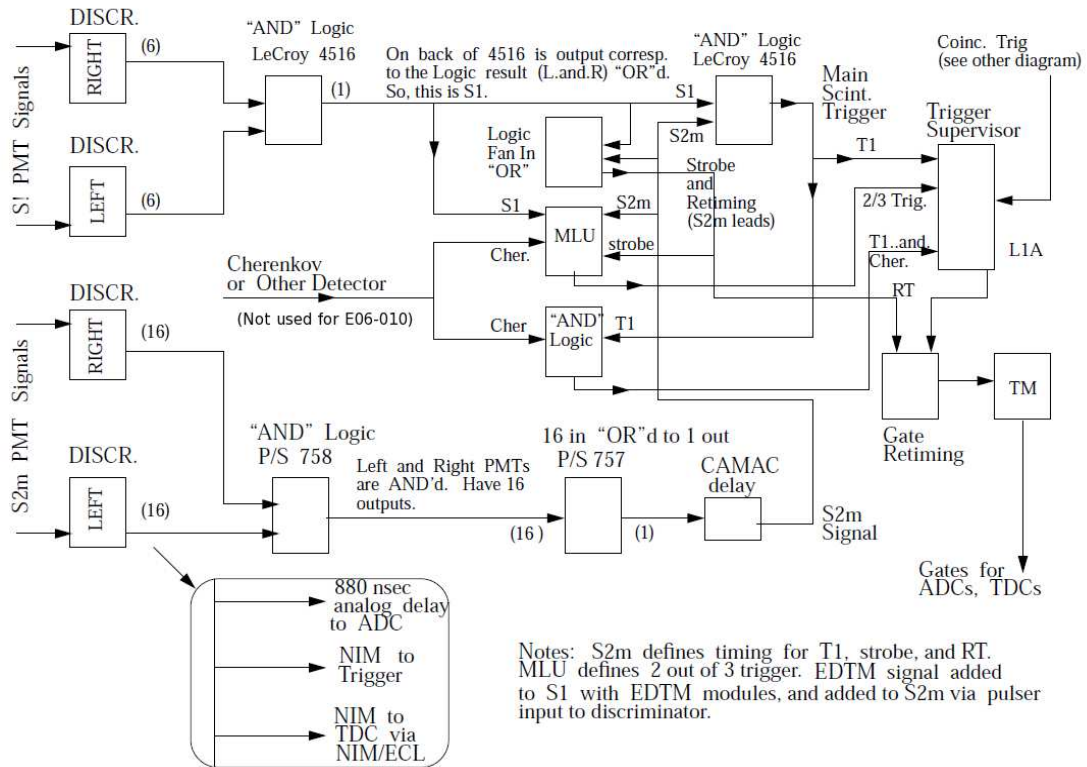 DISCR.
RIGHT
(6)
S! PMT Signals
DISCR.
LEFT
(6)
"AND" Logic
LeCroy 4516
(1)
On back of 4516 is output corresp.
to the Logic result (L.and.R) "OR"d.
So, this is S1.
"AND" Logic
LeCroy 4516
S1
S2m
Logic
Fan In
"OR"
Main
Scint.
Trigger
Coinc. Trig
(see other diagram)
Trigger
Supervisor
T1
Strobe
and
Retiming
(S2m leads)
2/3 Trig.
S1
S2m
MLU
Cher.
strobe
T1..and.
Cher.
L1A
RT
Cherenkov
or Other Detector
(Not used for E06-010)
Cher
"AND"
Logic
T1
DISCR.
RIGHT
(16)
S2m PMT Signals
DISCR.
LEFT
(16)
"AND" Logic
P/S 758
Left and Right PMTs
are AND'd. Have 16
outputs.
(16 )
16 in "OR"d to 1 out
P/S 757
(1)
CAMAC
delay
S2m
Signal
Gate
Retiming
TM
Gates for
ADCs, TDCs
880 nsec
analog delay
to ADC
NIM to
Trigger
NIM to
TDC via
NIM/ECL
Notes: S2m defines timing for T1, strobe, and RT.
MLU defines 2 out of 3 trigger. EDTM signal added
to S1 with EDTM modules, and added to S2m via pulser
input to discriminator.